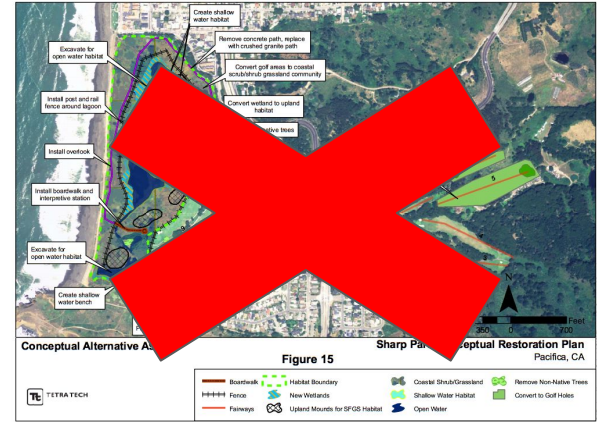 Create shallow
water habitat
Excavate for
open water habitat
Remove concrete path, replace
with crushed granite path
Convert golf areas to coastal
scrub/shrub grassland community
Install post and rail
fence around lagoon
Convert wetland to upland
habitat
trees
Install overlook
Install boardwalk and
interpretive station
5
Excavate for
open water habitat
Create shallow
water bench
N
Feet
350 0 700
Conceptual Alternative
Sharp Restoration Plan
Figure 15
Pacifica, CA
TETRA TECH
Boardwalk
Habitat Boundary
Coastal Shrub/Grassland
Remove Non-Native Trees
Fence
New Wetlands
Shallow Water Habitat
Convert to Golf Holes
Fairways
Upland Mounds for SFGS Habitat
Open Water